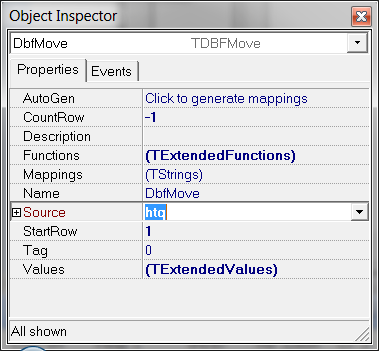 Object Inspector
DbfMove TDBFMove
Properties Events
AutoGen Click to generate mappings
CountRow -1
Description
Functions (TExtendedFunctions)
Mappings (TStrings)
Name DbfMove
Source htq
StartRow 1
Tag 0
Values (TExtendedValues)
All shown